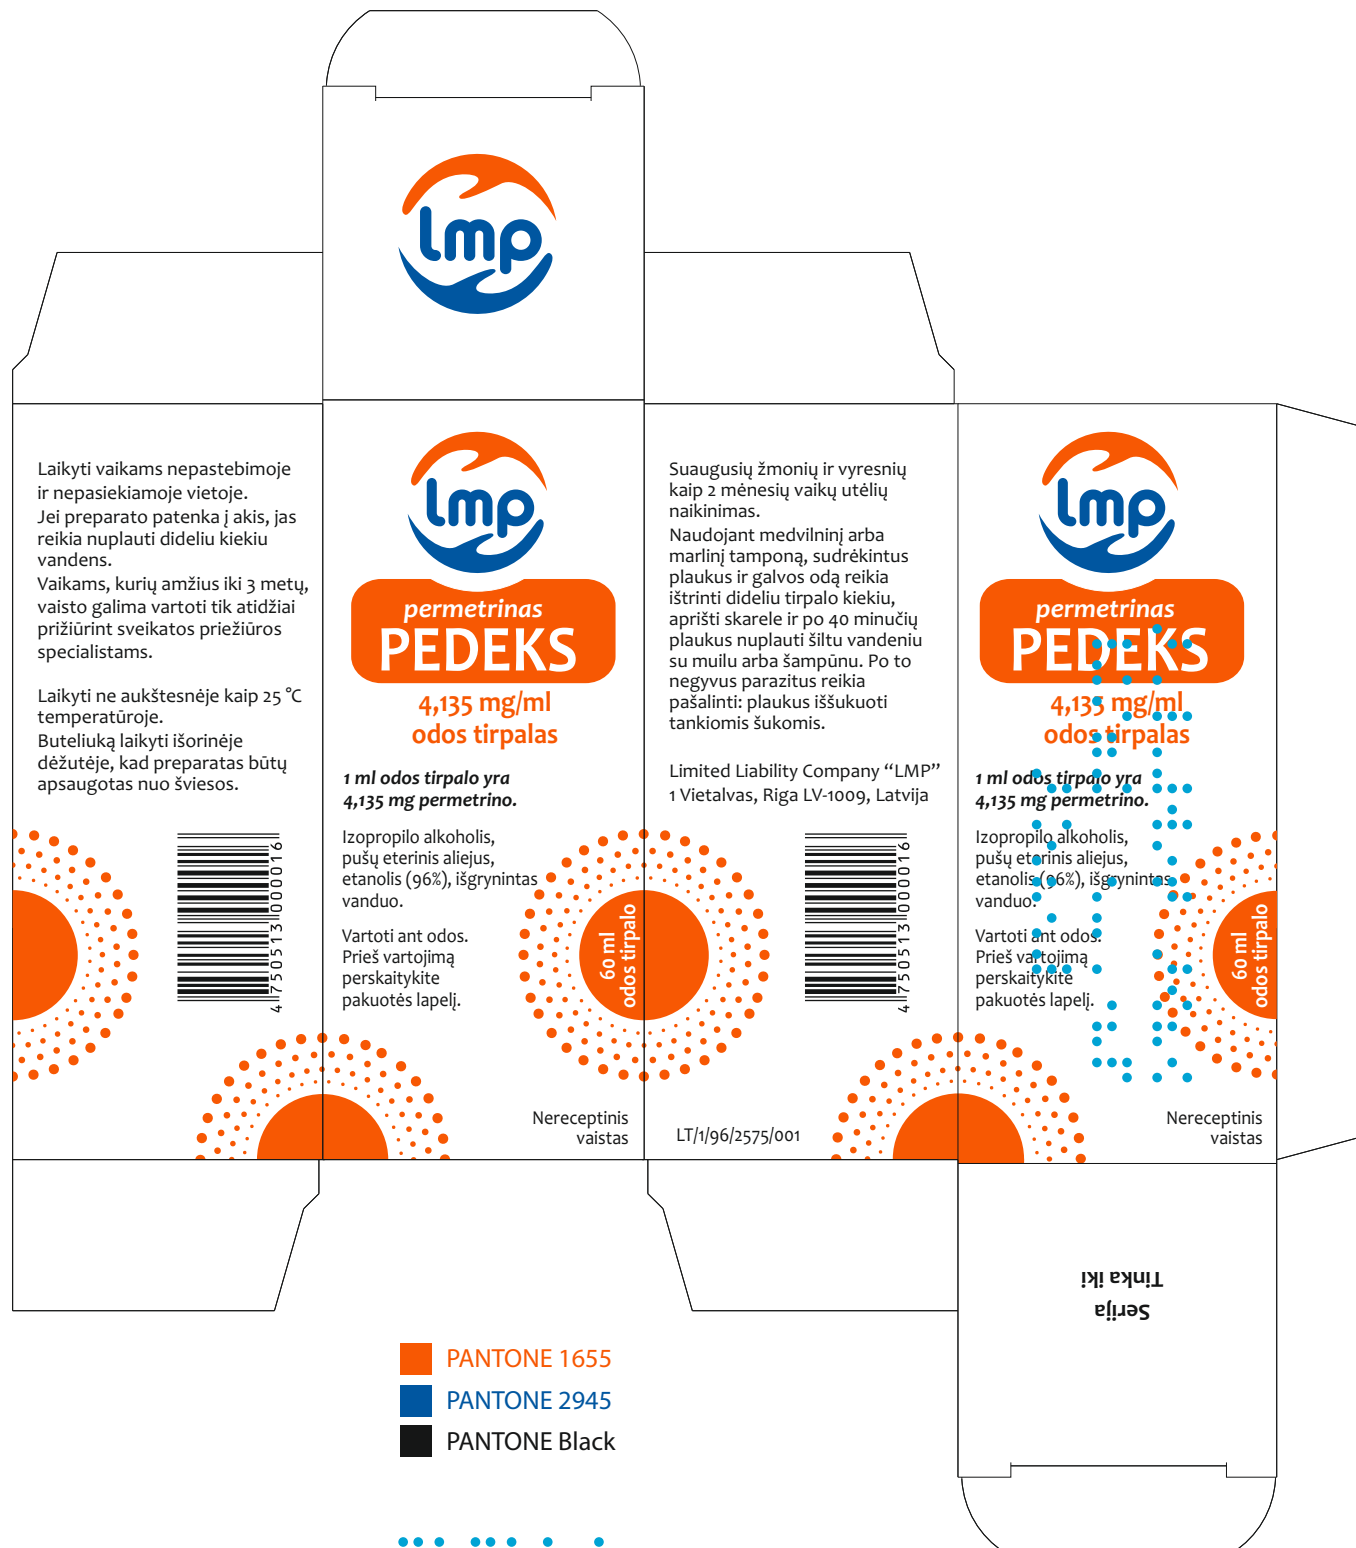 lmp
Laikyti vaikams nepastebimoje
ir nepasiekiamoje vietoje.
Jei preparato patenka į akis, jas
reikia nuplauti dideliu kiekiu
vandens.
Vaikams, kurių amžius iki 3 metų,
vaisto galima vartoti tik atidžiai
prižiūrint sveikatos priežiūros
specialistams.
Laikyti ne aukštesnėje kaip 25 °C
temperatūroje.
Buteliuką laikyti išorinėje
dėžutėje, kad preparatas būtų
apsaugotas nuo šviesos.
4 750513 000016
lmp
permetrinas
PEDEKS
4,135 mg/ml
odos tirpalas
1 ml odos tirpalo yra
4,135 mg permetrino.
Izopropilo alkoholis,
pušų eterinis aliejus,
etanolis (96%), išgrynintas
vanduo.
Vartoti ant odos.
Prieš vartojimą
perskaitykite
pakuotės lapelį.
60 ml
odos tirpalo
Nereceptinis
vaistas
Suaugusių žmonių ir vyresnių
kaip 2 mėnesių vaikų utėlių
naikinimas.
Naudojant medvilninį arba
marlinį tamponą, sudrėkintus
plaukus ir galvos odą reikia
ištrinti dideliu tirpalo kiekiu,
aprišti skarele ir po 40 minučių
plaukus nuplauti šiltu vandeniu
su muilu arba šampūnu. Po to
negyvus parazitus reikia
pašalinti: plaukus iššukuoti
tankiomis šukomis.
Limited Liability Company “LMP”
1 Vietalvas, Riga LV-1009, Latvija
4 750513 000016
LT/1/96/2575/001
lmp
permetrinas
PEDEKS
4,135 mg/ml
odos tirpalas
1 ml odos tirpalo yra
4,135 mg permetrino.
Izopropilo alkoholis,
pušų eterinis aliejus,
etanolis (96%), išgrynintas
vanduo.
Vartoti ant odos.
Prieš vartojimą
perskaitykite
pakuotės lapelį.
60 ml
odos tirpalo
Nereceptinis
vaistas
Serija
Tinka iki
PANTONE 1655
PANTONE 2945
PANTONE Black